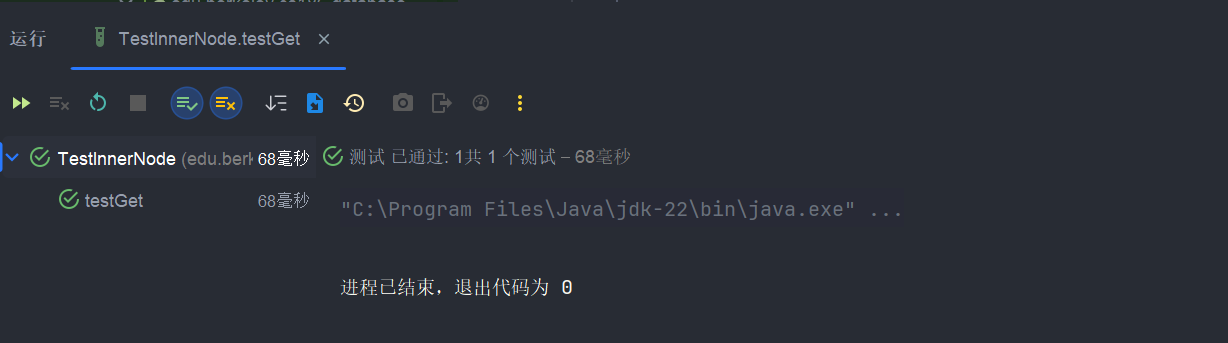 运行
TestInnerNode.testGet
TestInnerNode (edu.berk 68毫秒
测试 已通过: 1共 1 个测试 – 68毫秒
testGet 68毫秒
"C:\Program Files\Java\jdk-22\bin\java.exe" ...
进程已结束，退出代码为 0